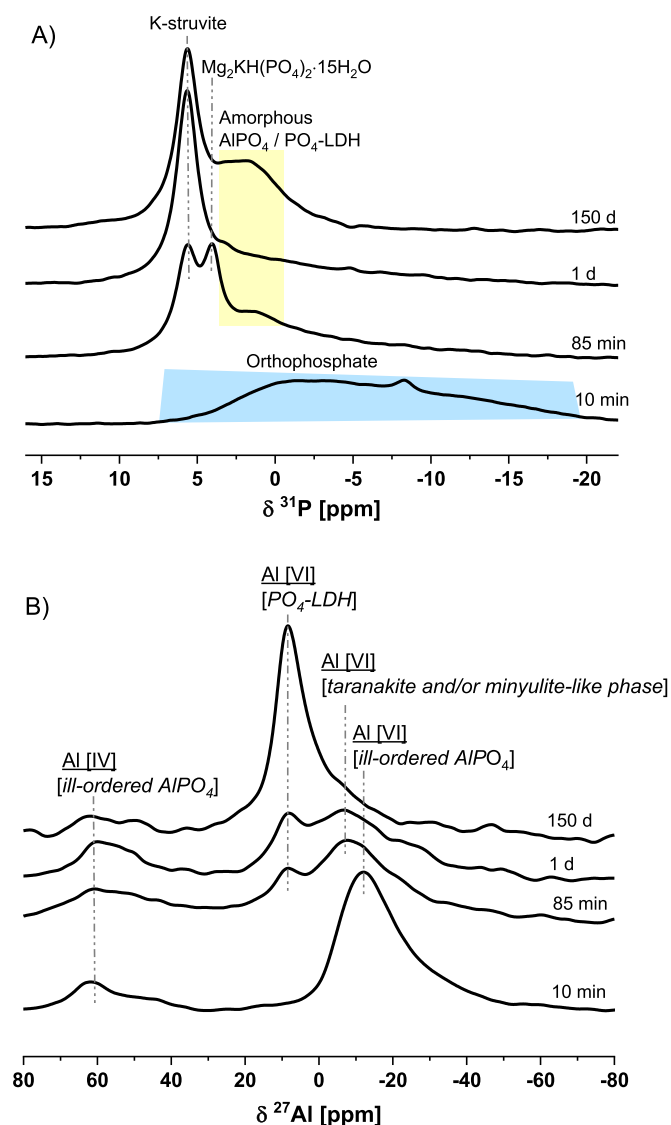 A)
K-struvite
Mg₂KH(PO₄)₂·15H₂O
Amorphous
AlPO₄ / PO₄-LDH
150 d
1 d
85 min
Orthophosphate
10 min
15 10 5 0 -5 -10 -15 -20
δ ³¹P [ppm]
B)
Al [VI]
[PO₄-LDH]
Al [VI]
[taranakite and/or minyulite-like phase]
Al [VI]
[ill-ordered AlPO₄]
Al [IV]
[ill-ordered AlPO₄]
150 d
1 d
85 min
10 min
80 60 40 20 0 -20 -40 -60 -80
δ ²⁷Al [ppm]